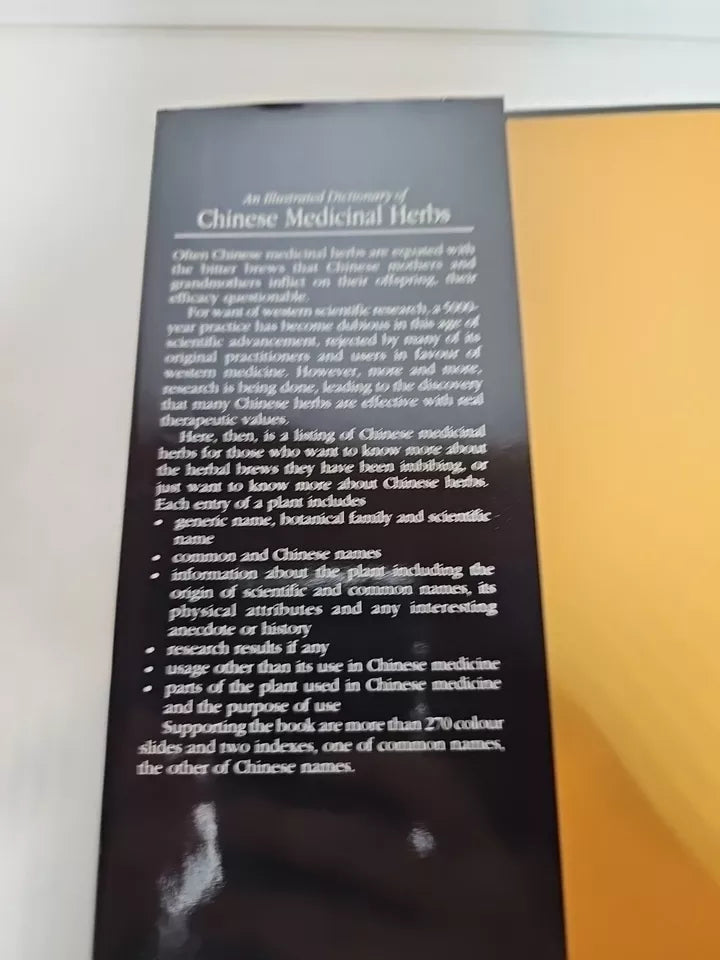 An Illustrated Dictionary of
Chinese Medicinal Herbs
Often Chinese medicinal herbs are equated with
the bitter brews that Chinese mothers and
grandmothers inflict on their offspring, their
efficacy questionable.
For want of western scientific research, a 5000-
year practice has become dubious in this age of
scientific advancement, rejected by many of its
original practitioners and users in favour of
western medicine. However, more and more,
research is being done, leading to the discovery
that many Chinese herbs are effective with real
therapeutic values.
Here, then, is a listing of Chinese medicinal
herbs for those who want to know more about
the herbal brews they have been imbibing, or
just want to know more about Chinese herbs.
Each entry of a plant includes
• generic name, botanical family and scientific
name
• common and Chinese names
• information about the plant including the
origin of scientific and common names, its
physical attributes and any interesting
anecdote or history
• research results if any
• usage other than its use in Chinese medicine
• parts of the plant used in Chinese medicine
and the purpose of use
Supporting the book are more than 270 colour
slides and two indexes, one of common names,
the other of Chinese names.